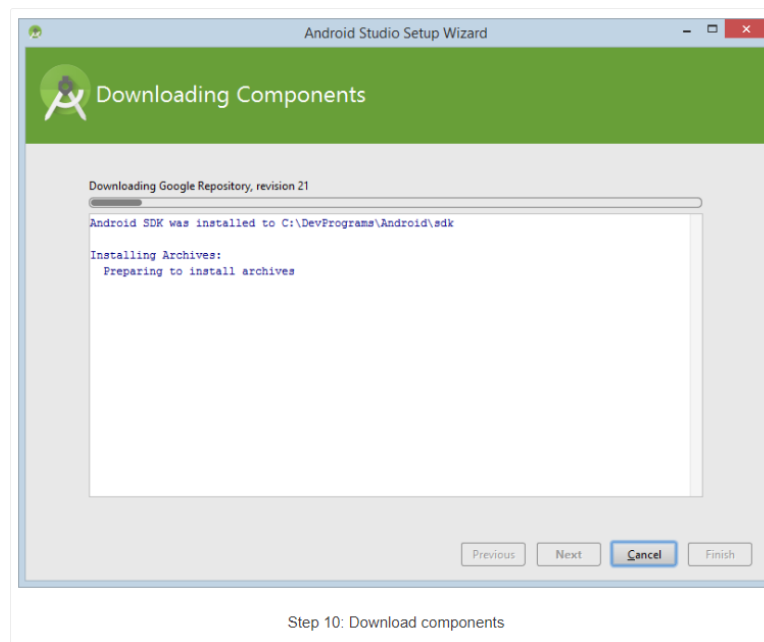 Android Studio Setup Wizard
Downloading Components
Downloading Google Repository, revision 21
Android SDK was installed to C:\DevPrograms\Android\sdk
Installing Archives:
Preparing to install archives
Previous Next Cancel Finish
Step 10: Download components